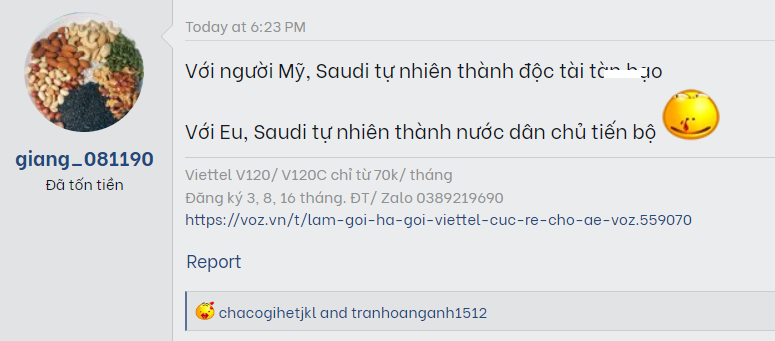 Today at 6:23 PM
Với người Mỹ, Saudi tự nhiên thành độc tài
Với Eu, Saudi tự nhiên thành nước dân chủ tiến bộ
giang_081190
Đã tốn tiền
Viettel V120/ V120C chỉ từ 70k/ tháng
Đăng ký 3, 8, 16 tháng. ĐT/ Zalo 0389219690
https://voz.vn/t/lam-goi-ha-goi-viettel-cuc-re-cho-ae-voz.559070
Report
chacogihetjkl and tranhoanganh1512